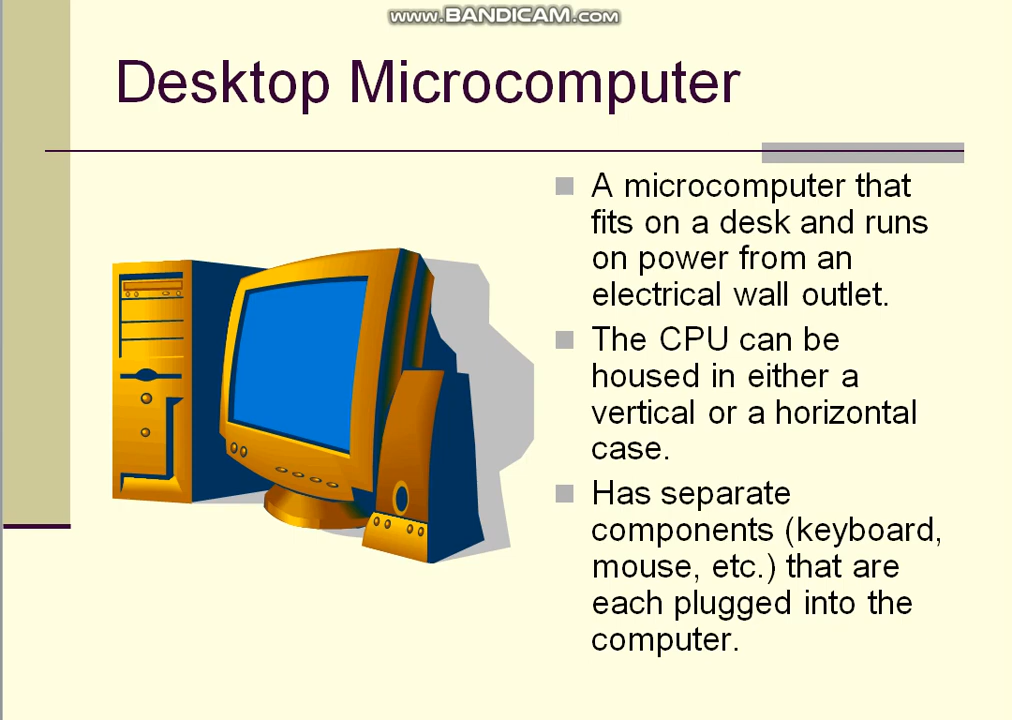 www.BANDICAM.com
Desktop Microcomputer
A microcomputer that
fits on a desk and runs
on power from an
electrical wall outlet.
The CPU can be
housed in either a
vertical or a horizontal
case.
Has separate
components (keyboard,
mouse, etc.) that are
each plugged into the
computer.